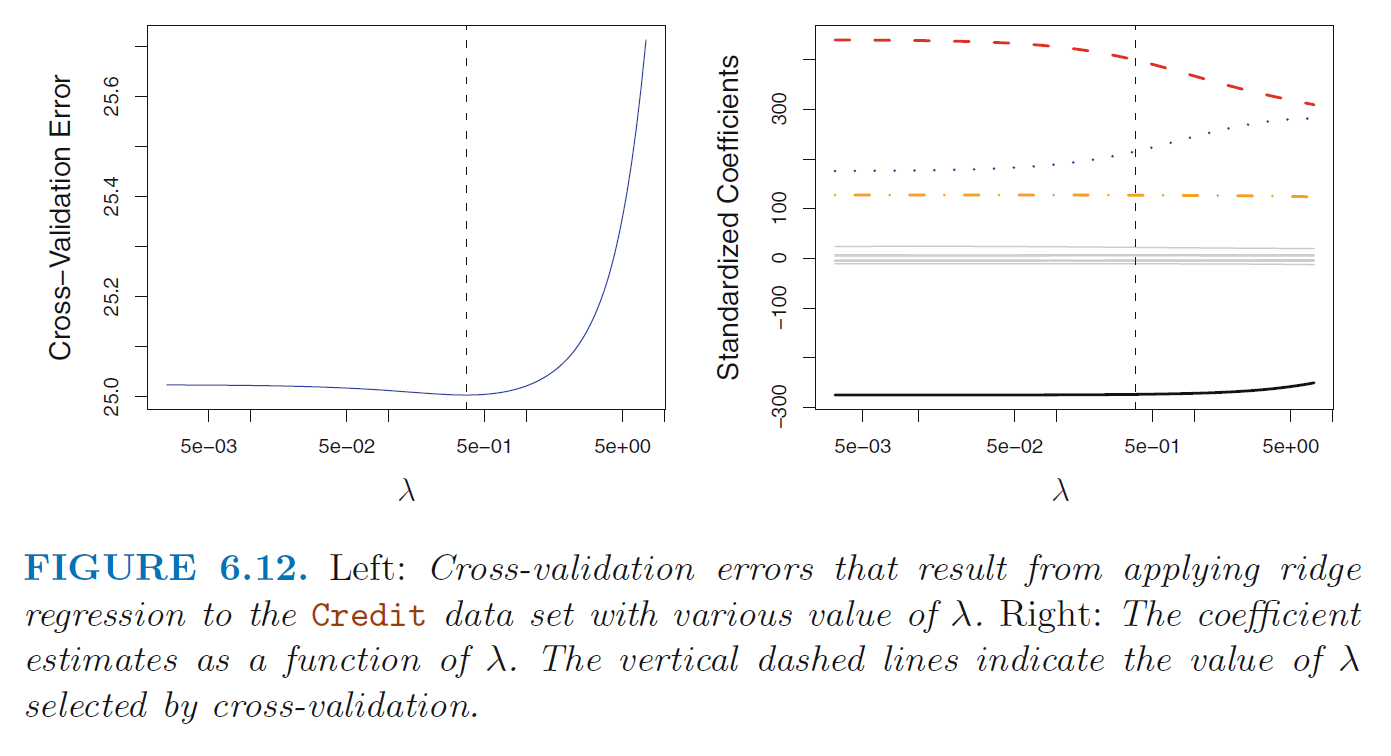 Cross−Validation Error
25.0
25.2
25.4
25.6
5e−03
5e−02
5e−01
5e+00
λ
Standardized Coefficients
−300
−100
0
100
300
5e−03
5e−02
5e−01
5e+00
λ
FIGURE 6.12. Left: Cross-validation errors that result from applying ridge
regression to the Credit data set with various value of λ. Right: The coefficient
estimates as a function of λ. The vertical dashed lines indicate the value of λ
selected by cross-validation.